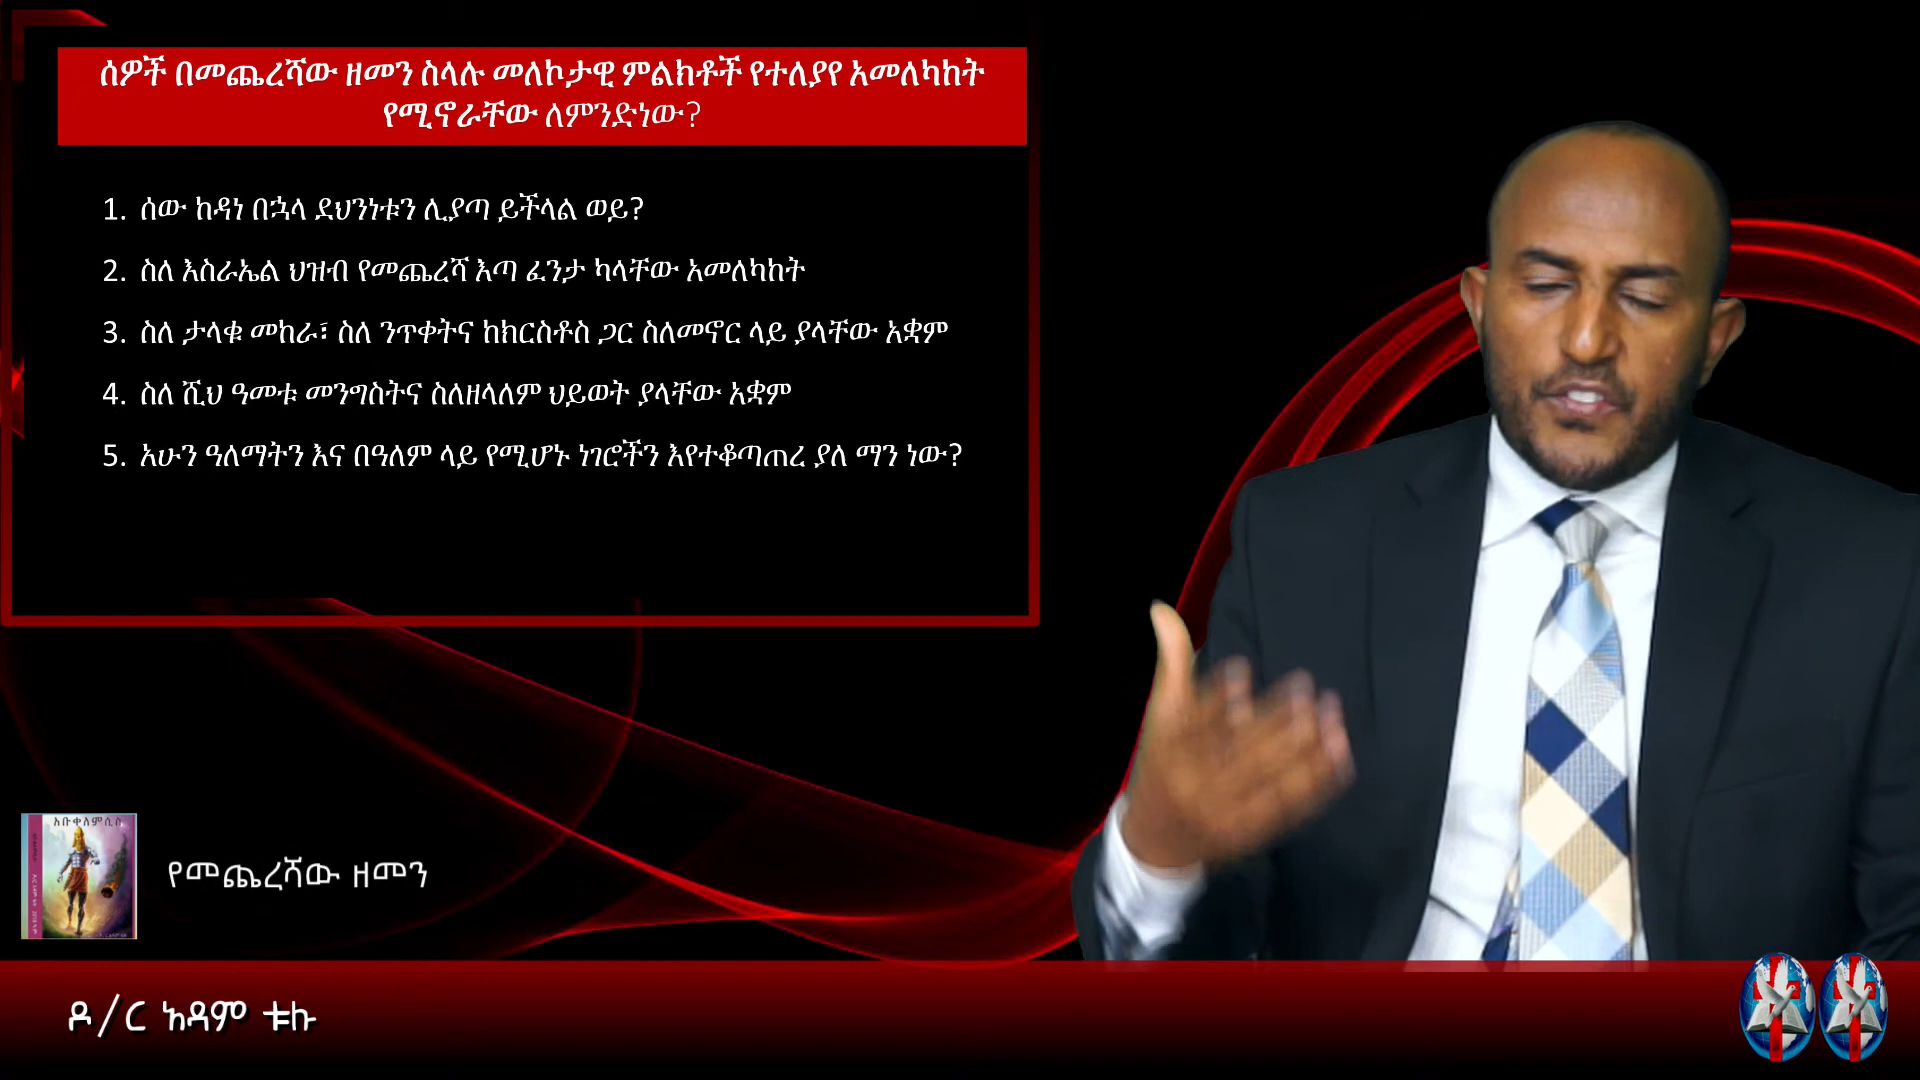 ሰዎች በመጨረሻው ዘመን ስላሉ መለኮታዊ ምልክቶች የተለያየ አመለካከት
የሚኖራቸው ለምንድነው?
1. ሰው ከዳነ በኋላ ደህንነቱን ሊያጣ ይችላል ወይ?
2. ስለ እስራኤል ህዝብ የመጨረሻ እጣ ፈንታ ካላቸው አመለካከት
3. ስለ ታላቁ መከራ፣ ስለ ንጥቀትና ከክርስቶስ ጋር ስለመኖር ላይ ያላቸው አቋም
4. ስለ ሺህ ዓመቱ መንግስትና ስለዘላለም ህይወት ያላቸው አቋም
5. አሁን ዓለማትን እና በዓለም ላይ የሚሆኑ ነገሮችን እየተቆጣጠረ ያለ ማን ነው?
አቡቀለምሲስ
የመጨረሻው ዘመን
ዶ/ር አዳም ቱሉ